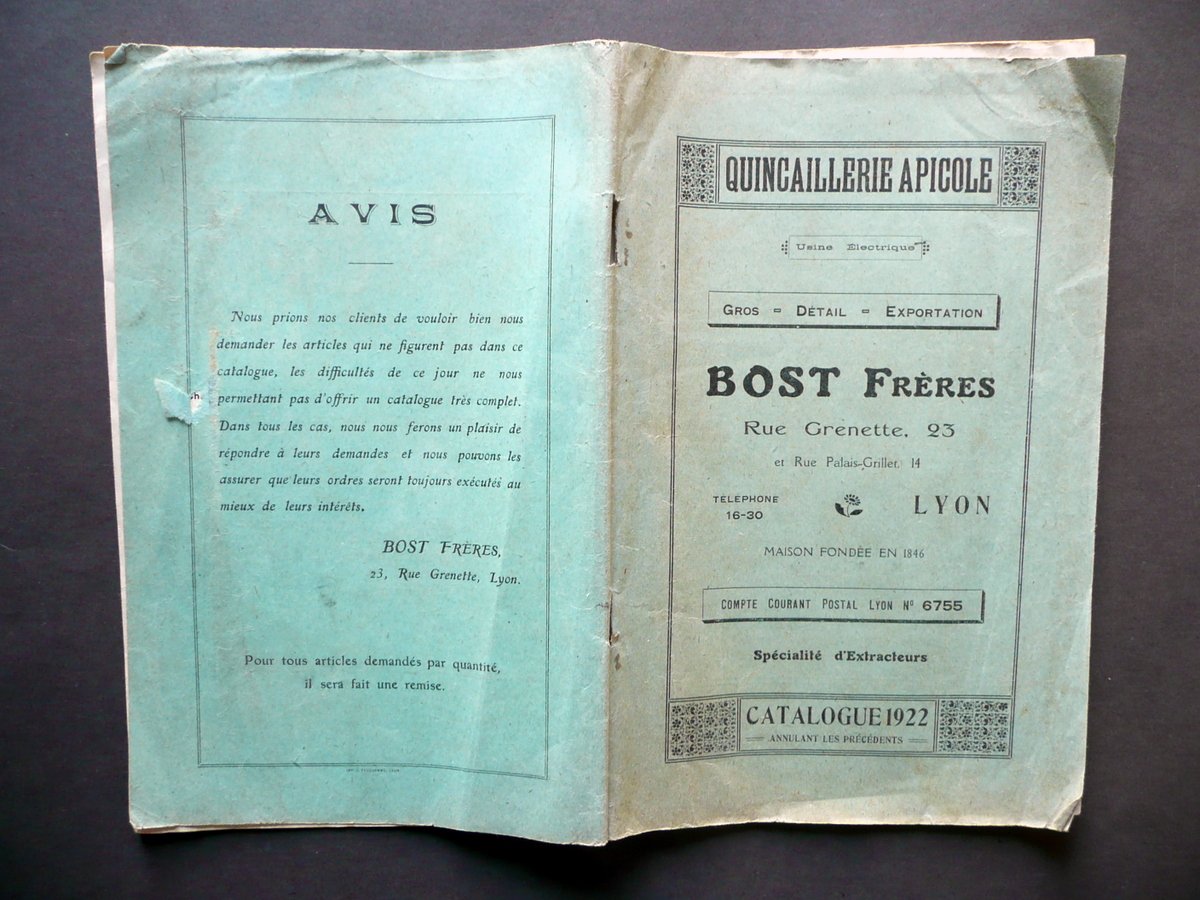 AVIS
Nous prions nos clients de vouloir bien nous
demander les articles qui ne figurent pas dans ce
catalogue, les difficultés de ce jour ne nous
permettant pas d'offrir un catalogue très complet.
Dans tous les cas, nous nous ferons un plaisir de
répondre à leurs demandes et nous pouvons les
assurer que leurs ordres seront toujours exécutés au
mieux de leurs intérêts.
BOST FRÈRES,
23, Rue Grenette, Lyon.
Pour tous articles demandés par quantité,
il sera fait une remise.
QUINCAILLERIE APICOLE
Usine Electrique
GROS = DÉTAIL = EXPORTATION
BOST FRÈRES
Rue Grenette, 23
et Rue Palais-Grillet, 14
TÉLÉPHONE
16-30
LYON
MAISON FONDÉE EN 1846
COMPTE COURANT POSTAL LYON Nº 6755
Spécialité d'Extracteurs
CATALOGUE 1922
ANNULANT LES PRÉCÉDENTS